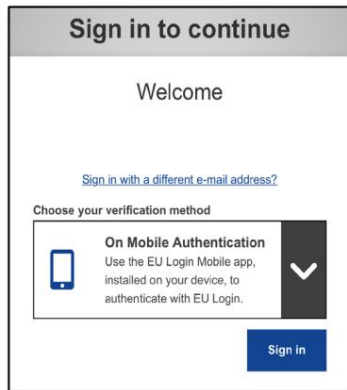 Sign in to continue
Welcome
Sign in with a different e-mail address?
Choose your verification method
On Mobile Authentication
Use the EU Login Mobile app,
installed on your device, to
authenticate with EU Login.
Sign in